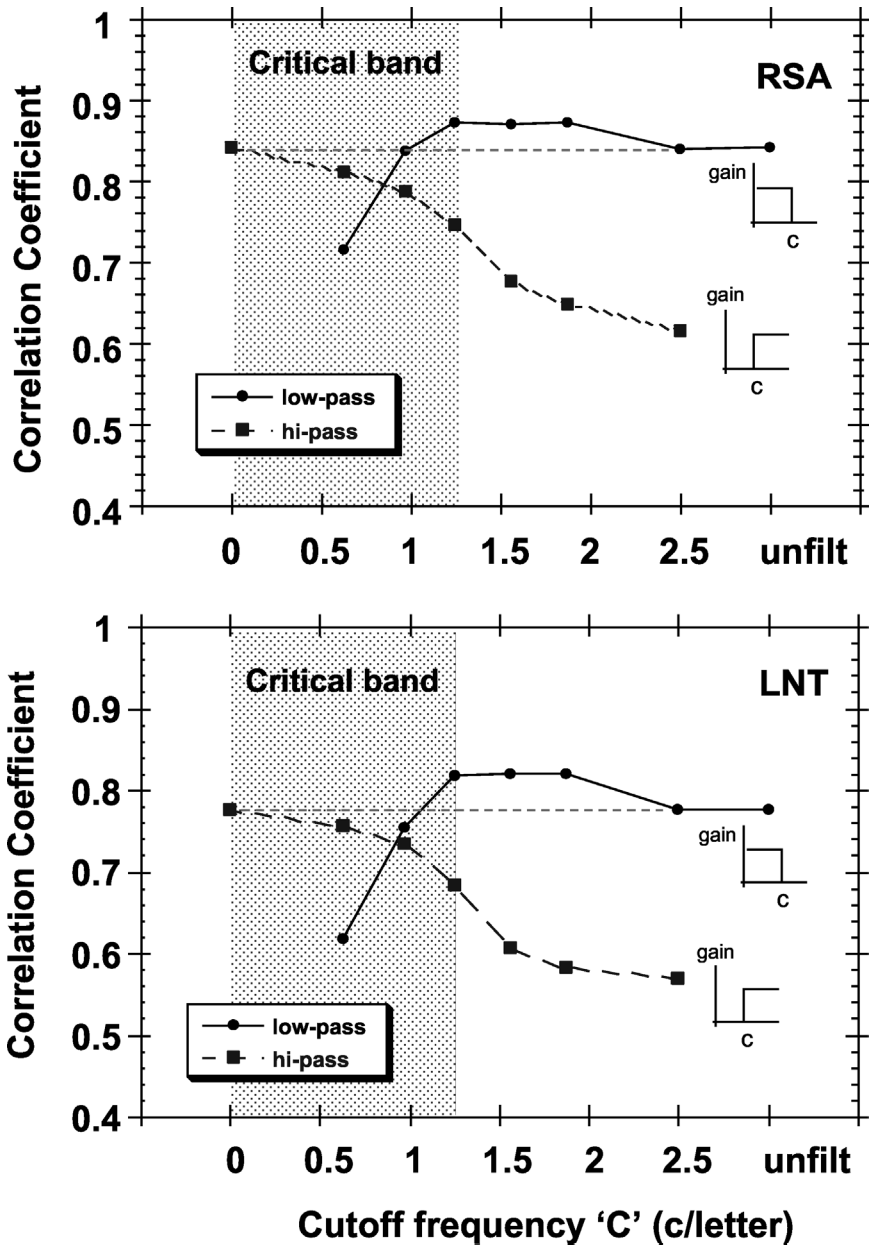 Correlation Coefficient
1
0.9
0.8
0.7
0.6
0.5
0.4
Critical band
RSA
gain
C
gain
C
low-pass
hi-pass
0 0.5 1 1.5 2 2.5 unfilt
Correlation Coefficient
1
0.9
0.8
0.7
0.6
0.5
0.4
Critical band
LNT
gain
C
gain
C
low-pass
hi-pass
0 0.5 1 1.5 2 2.5 unfilt
Cutoff frequency ‘C’ (c/letter)